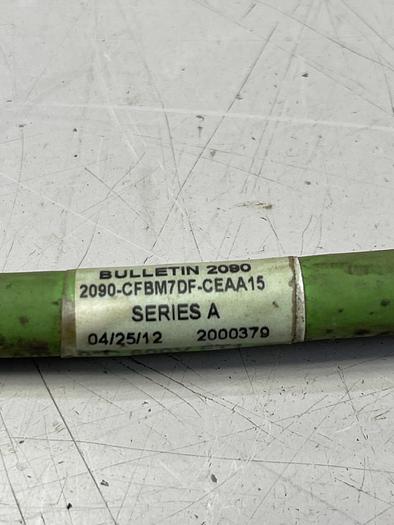 BULLETIN 2090
2090-CFBM7DF-CEAA15
SERIES A
04/25/12 2000379